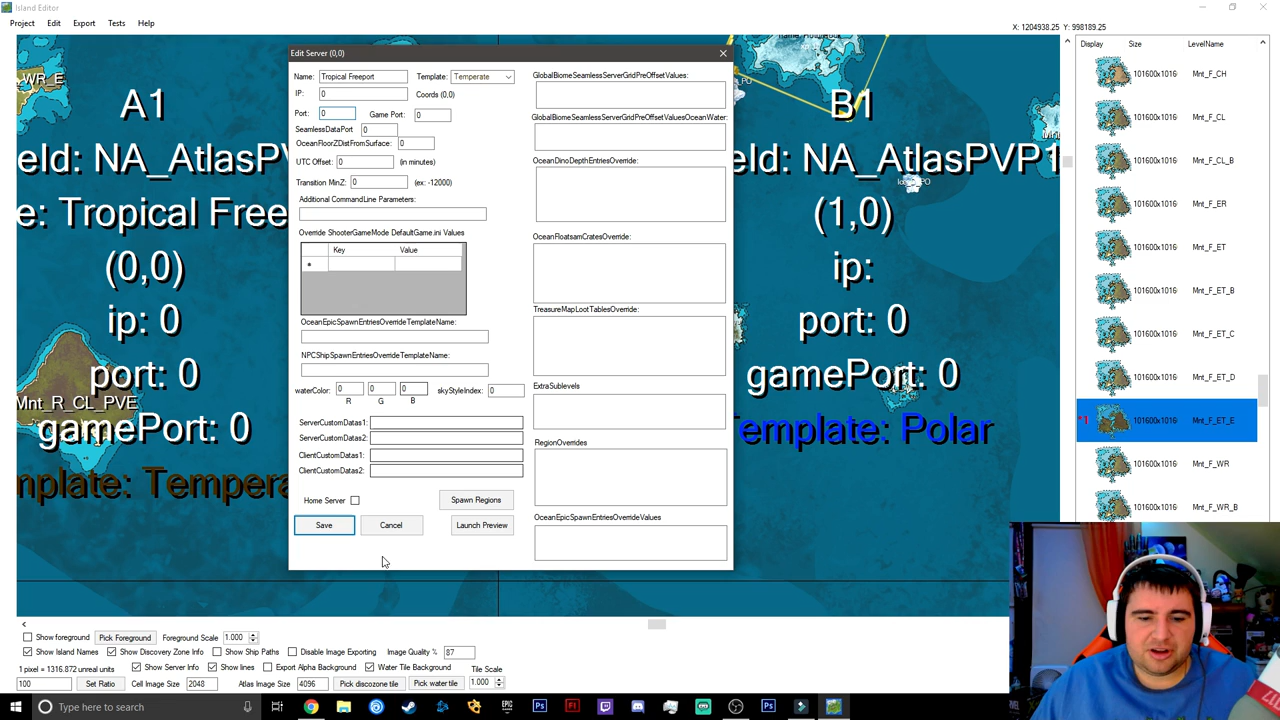 Island Editor
Project Edit Export Tests Help
X: 1204938.25 Y: 998189.25
Display Size LevelName
101600x1016 Mnt_F_CH
101600x1016 Mnt_F_CL
101600x1016 Mnt_F_CL_B
101600x1016 Mnt_F_ER
101600x1016 Mnt_F_ET
101600x1016 Mnt_F_ET_B
101600x1016 Mnt_F_ET_C
101600x1016 Mnt_F_ET_D
*1 101600x1016 Mnt_F_ET_E
101600x1016 Mnt_F_WR
101600x1016 Mnt_F_WR_B
_WR_E
A1
eId: NA_AtlasPV
e: Tropical Free
(0,0)
ip: 0
port: 0
Mnt_R_CL_PVE
gamePort: 0
mplate: Tempera
B1
eId: NA_AtlasPVP1
(1,0)
ip:
port: 0
gamePort: 0
Template: Polar
Edit Server (0,0)
Name: Tropical Freeport Template: Temperate
IP: 0 Coords (0,0)
Port: 0 Game Port: 0
SeamlessDataPort 0
OceanFloorZDistFromSurface: 0
UTC Offset: 0 (in minutes)
Transition MinZ: 0 (ex: -12000)
Additional CommandLine Parameters:
Override ShooterGameMode DefaultGame.ini Values
Key Value
OceanEpicSpawnEntriesOverrideTemplateName:
NPCShipSpawnEntriesOverrideTemplateName:
waterColor: 0 0 0 skyStyleIndex: 0
R G B
ServerCustomDatas1:
ServerCustomDatas2:
ClientCustomDatas1:
ClientCustomDatas2:
Home Server Spawn Regions
Save Cancel Launch Preview
GlobalBiomeSeamlessServerGridPreOffsetValues:
GlobalBiomeSeamlessServerGridPreOffsetValuesOceanWater:
OceanDinoDepthEntriesOverride:
OceanFloatsamCratesOverride:
TreasureMapLootTablesOverride:
ExtraSublevels
RegionOverrides
OceanEpicSpawnEntriesOverrideValues
Show foreground Pick Foreground Foreground Scale 1.000
Show Island Names Show Discovery Zone Info Show Ship Paths Disable Image Exporting Image Quality % 87
1 pixel = 1316.872 unreal units Show Server Info Show lines Export Alpha Background Water Tile Background Tile Scale
100 Set Ratio Cell Image Size 2048 Atlas Image Size 4096 Pick discozone tile Pick water tile 1.000
Type here to search